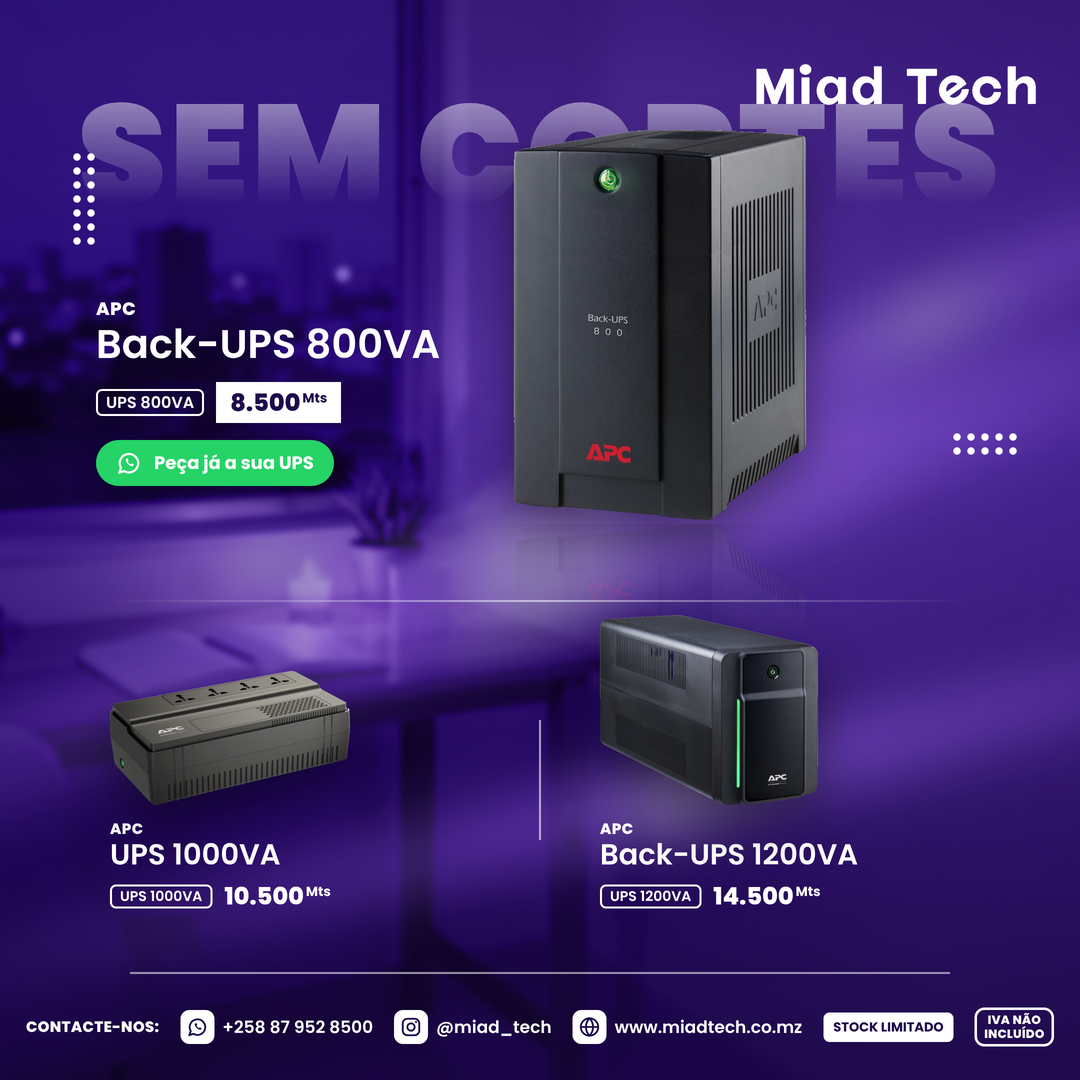 Miad Tech
SEM CORTES
Back-UPS
800
APC
APC
APC
Back-UPS 800VA
UPS 800VA
8.500 Mts
Peça já a sua UPS
APC
APC
UPS 1000VA
UPS 1000VA
10.500 Mts
APC
APC
Back-UPS 1200VA
UPS 1200VA
14.500 Mts
CONTACTE-NOS:
+258 87 952 8500
@miad_tech
www.miadtech.co.mz
STOCK LIMITADO
IVA NÃO
INCLUÍDO